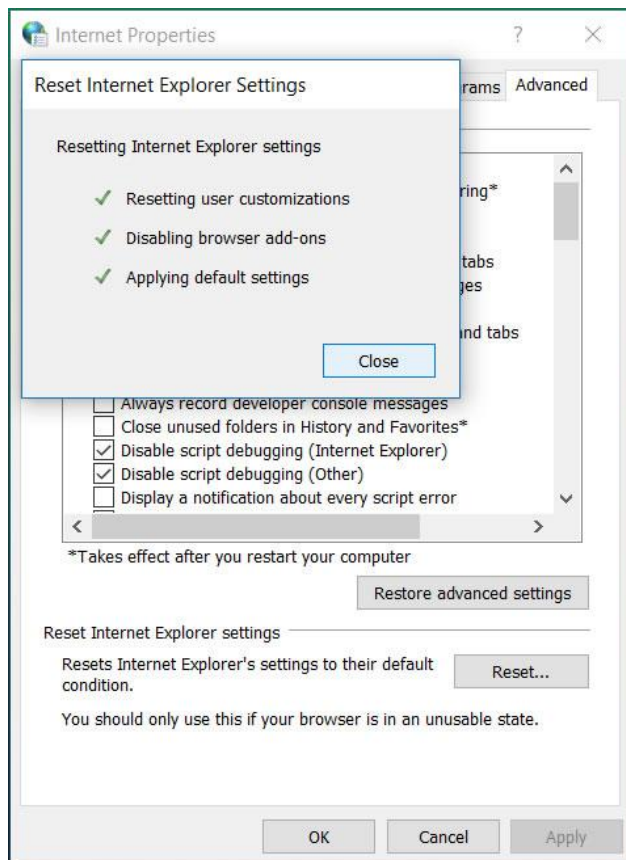 Internet Properties
Reset Internet Explorer Settings
rams
Advanced
Resetting Internet Explorer settings
Resetting user customizations
Disabling browser add-ons
Applying default settings
ring*
tabs
ges
nd tabs
Close
Always record developer console messages
Close unused folders in History and Favorites*
Disable script debugging (Internet Explorer)
Disable script debugging (Other)
Display a notification about every script error
*Takes effect after you restart your computer
Restore advanced settings
Reset Internet Explorer settings
Resets Internet Explorer's settings to their default
condition.
Reset...
You should only use this if your browser is in an unusable state.
OK
Cancel
Apply